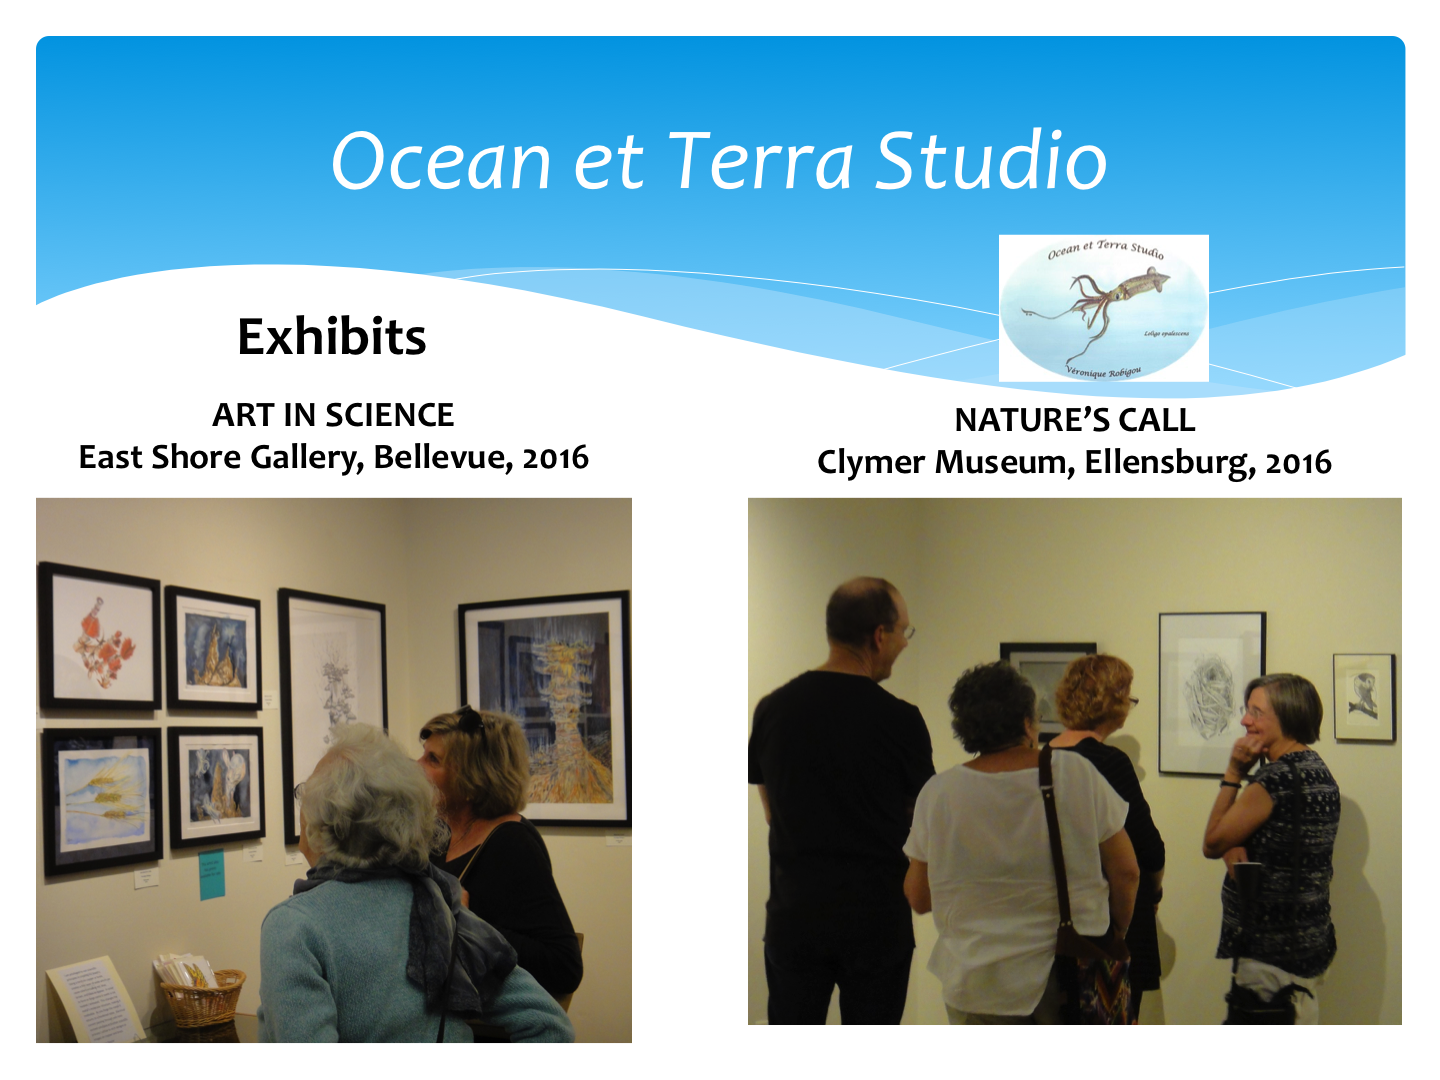 Ocean et Terra Studio
Ocean et Terra Studio
Loligo opalescens
Véronique Robigou
Exhibits
ART IN SCIENCE
East Shore Gallery, Bellevue, 2016
NATURE’S CALL
Clymer Museum, Ellensburg, 2016